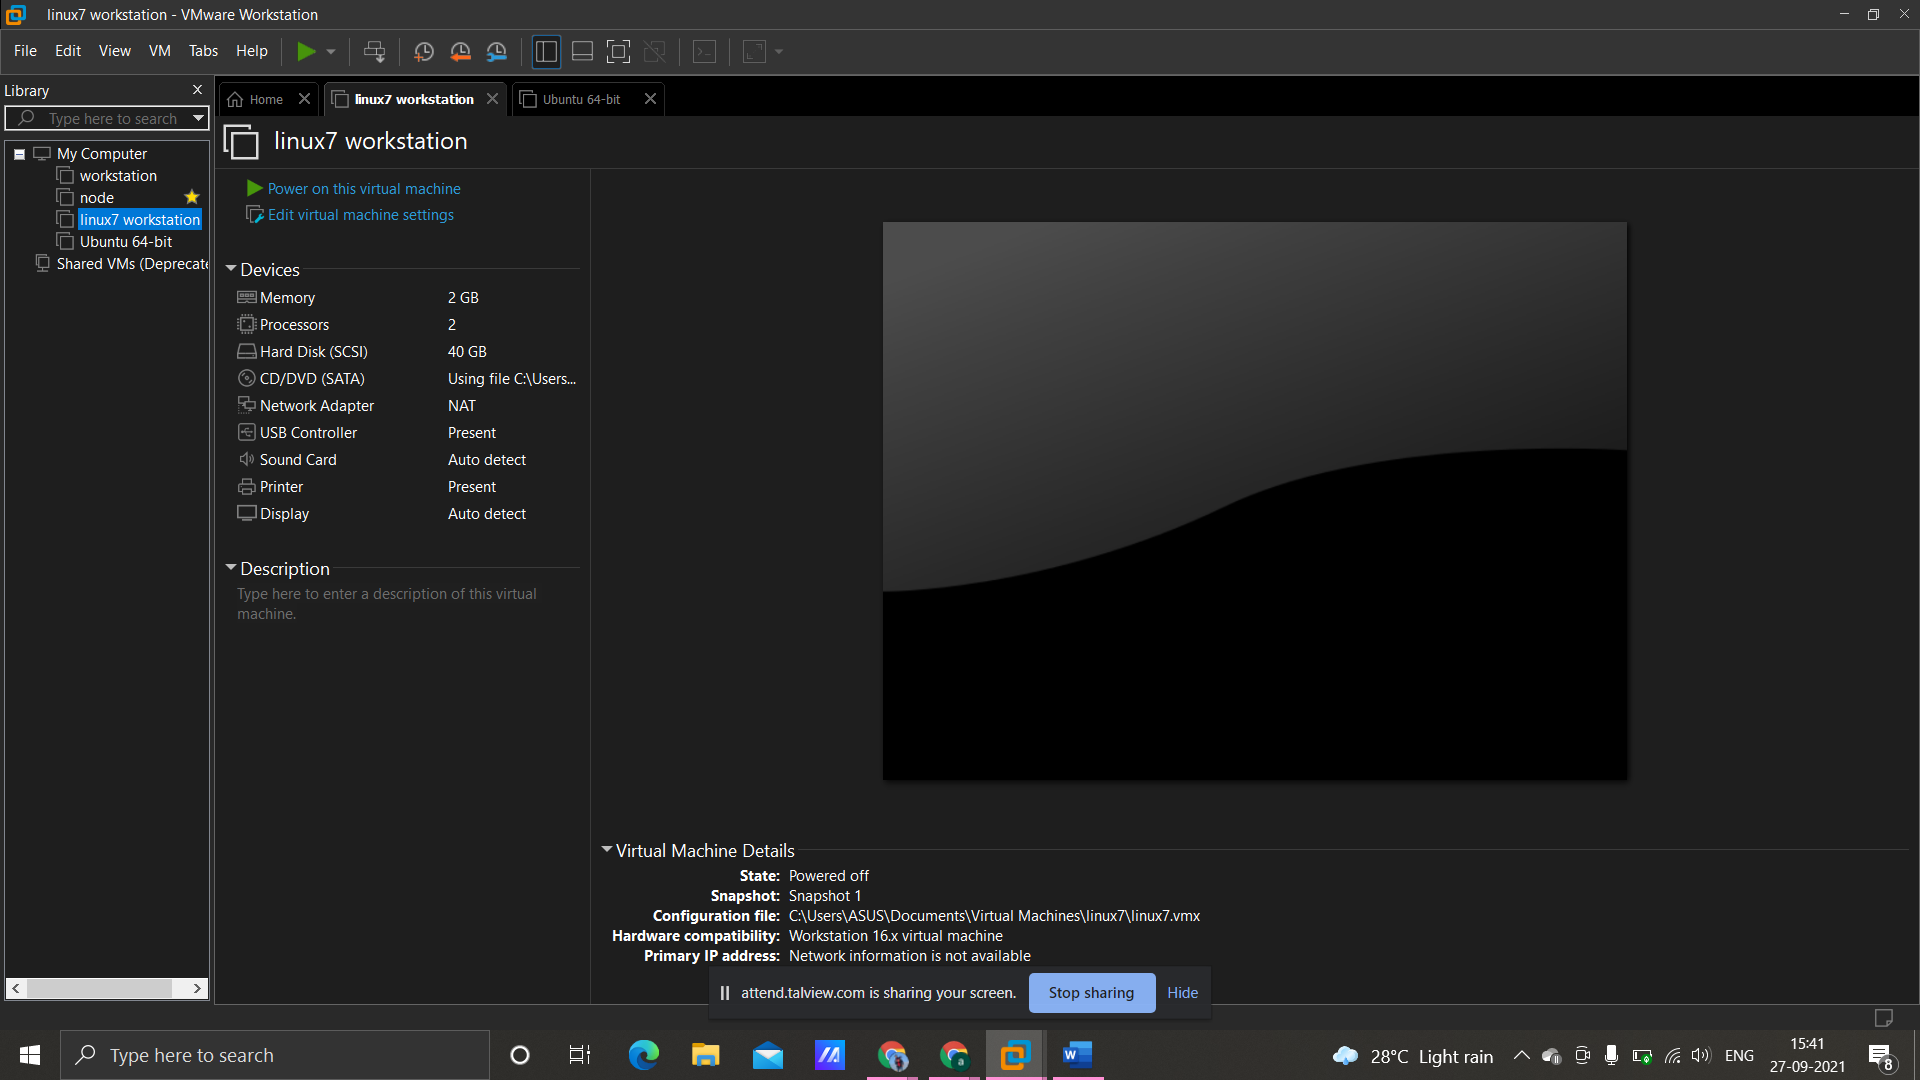 linux7 workstation - VMware Workstation
File Edit View VM Tabs Help
Library
Type here to search
My Computer
workstation
node
linux7 workstation
Ubuntu 64-bit
Shared VMs (Deprecate
Home
linux7 workstation
Ubuntu 64-bit
linux7 workstation
Power on this virtual machine
Edit virtual machine settings
Devices
Memory 2 GB
Processors 2
Hard Disk (SCSI) 40 GB
CD/DVD (SATA) Using file C:\Users...
Network Adapter NAT
USB Controller Present
Sound Card Auto detect
Printer Present
Display Auto detect
Description
Type here to enter a description of this virtual
machine.
Virtual Machine Details
State: Powered off
Snapshot: Snapshot 1
Configuration file: C:\Users\ASUS\Documents\Virtual Machines\linux7\linux7.vmx
Hardware compatibility: Workstation 16.x virtual machine
Primary IP address: Network information is not available
attend.talview.com is sharing your screen. Stop sharing Hide
Type here to search
28°C Light rain
ENG
15:41
27-09-2021
8